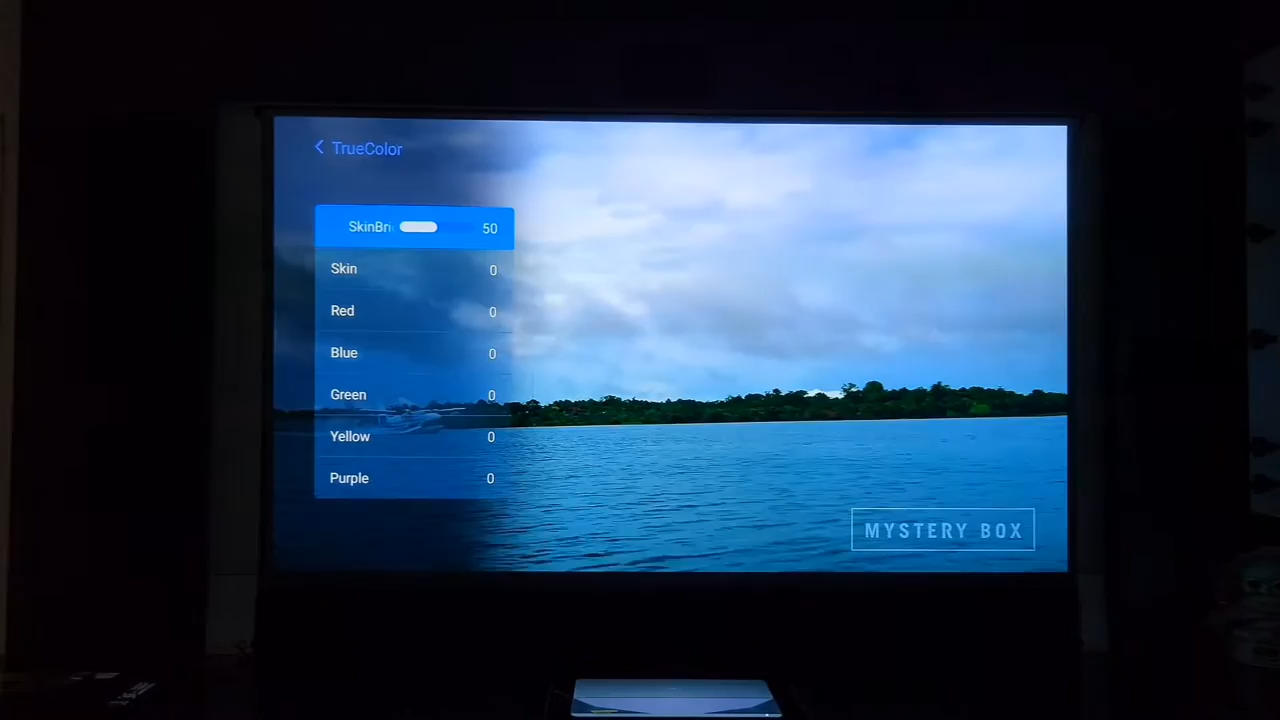 TrueColor
SkinBri 50
Skin 0
Red 0
Blue 0
Green 0
Yellow 0
Purple 0
MYSTERY BOX